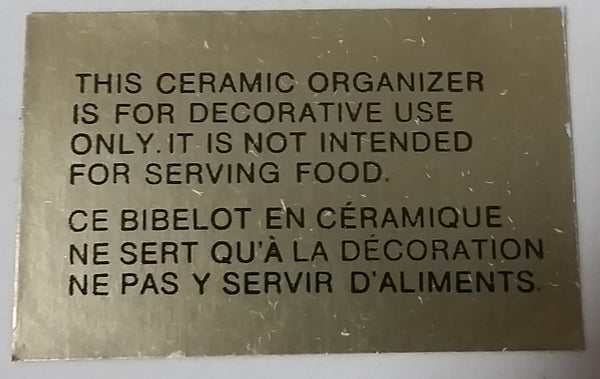 THIS CERAMIC ORGANIZER
IS FOR DECORATIVE USE
ONLY. IT IS NOT INTENDED
FOR SERVING FOOD.
CE BIBELOT EN CÉRAMIQUE
NE SERT QU'À LA DÉCORATION
NE PAS Y SERVIR D'ALIMENTS.